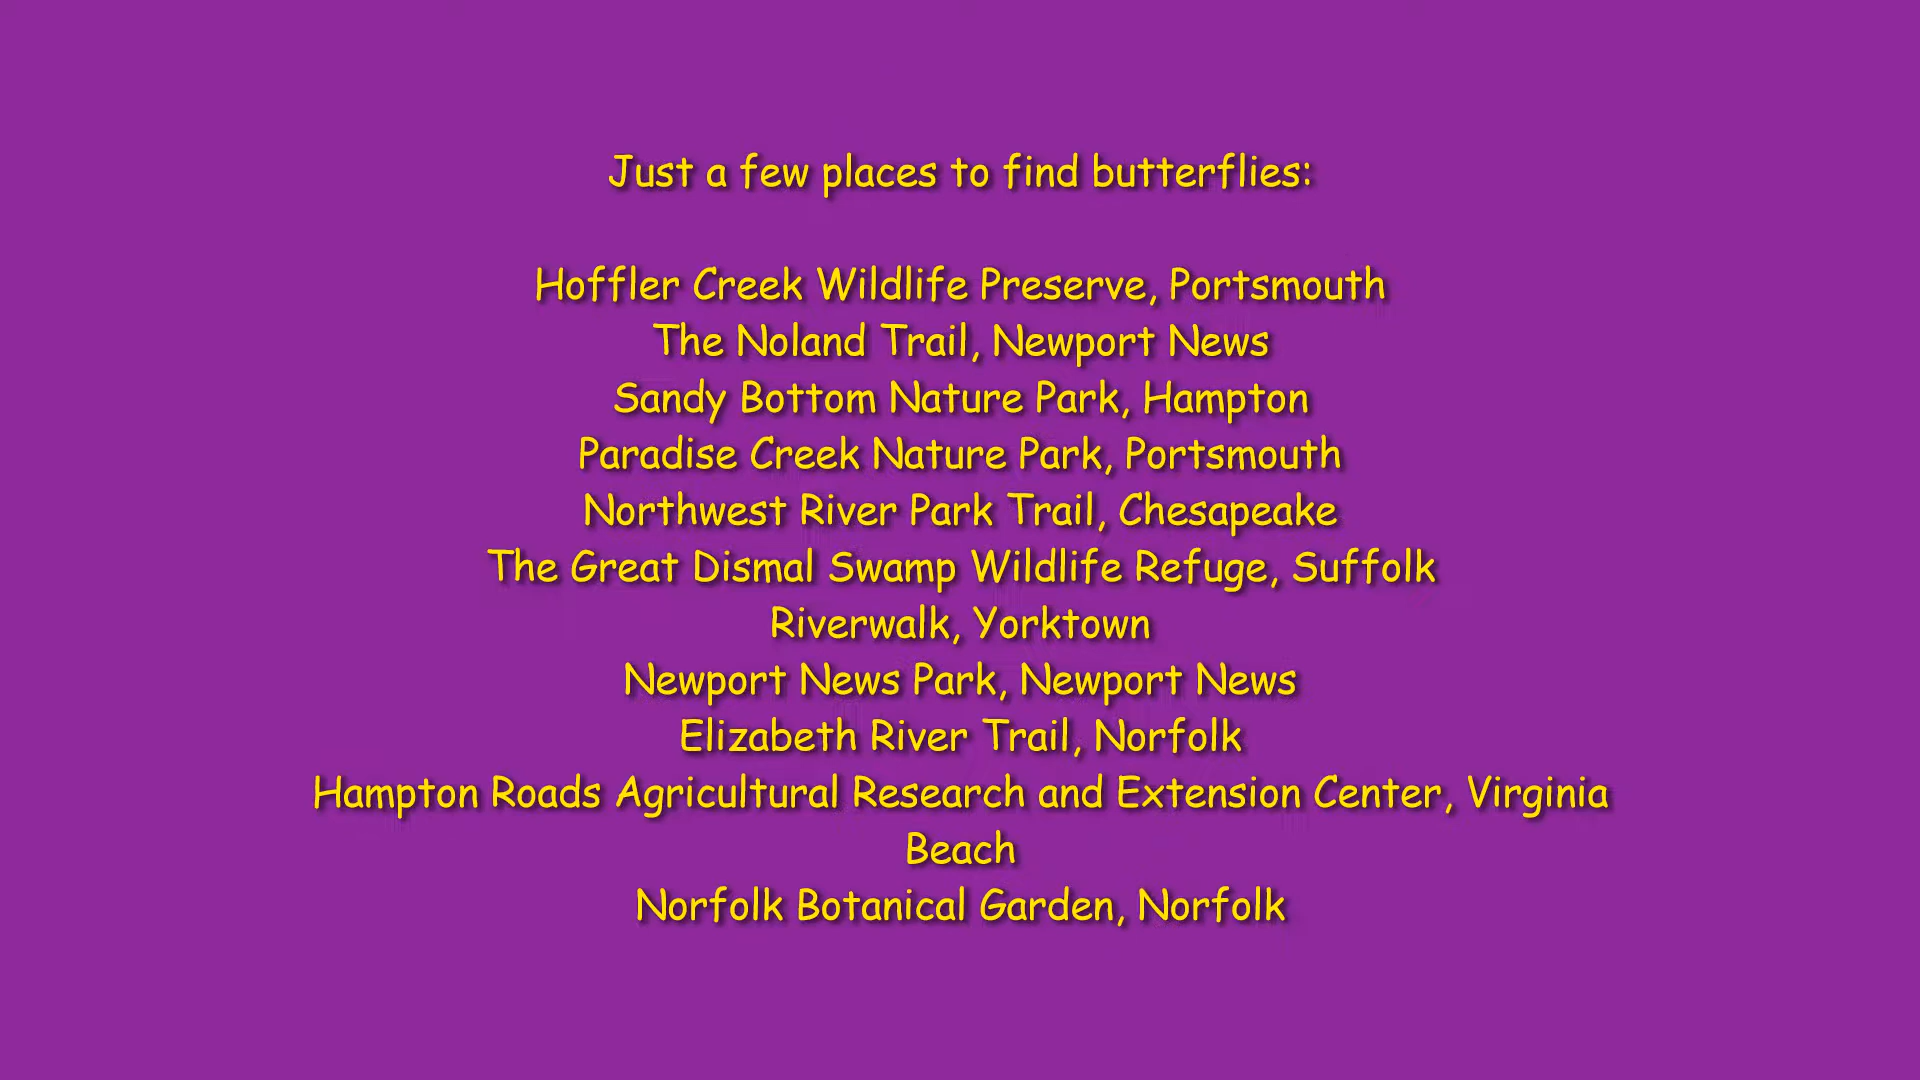 Just a few places to find butterflies:
Hoffler Creek Wildlife Preserve, Portsmouth
The Noland Trail, Newport News
Sandy Bottom Nature Park, Hampton
Paradise Creek Nature Park, Portsmouth
Northwest River Park Trail, Chesapeake
The Great Dismal Swamp Wildlife Refuge, Suffolk
Riverwalk, Yorktown
Newport News Park, Newport News
Elizabeth River Trail, Norfolk
Hampton Roads Agricultural Research and Extension Center, Virginia
Beach
Norfolk Botanical Garden, Norfolk